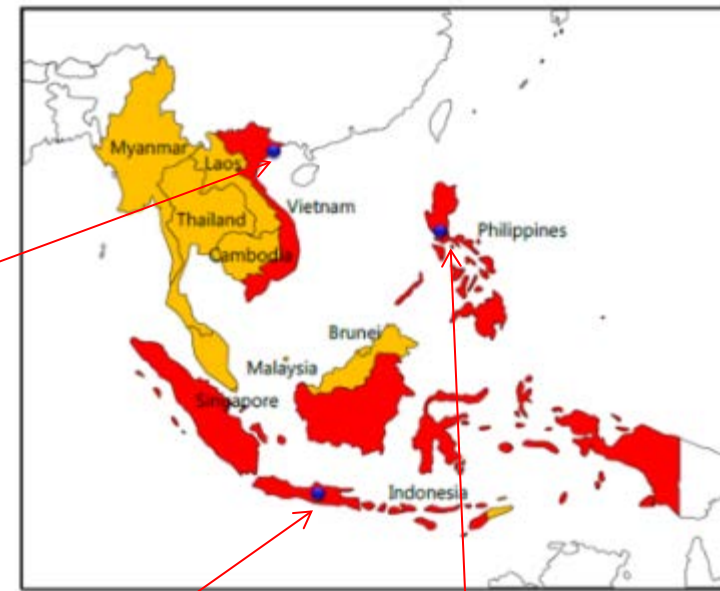 Myanmar
Laos
Vietnam
Thailand
Philippines
Cambodia
Brunei
Malaysia
Singapore
Indonesia